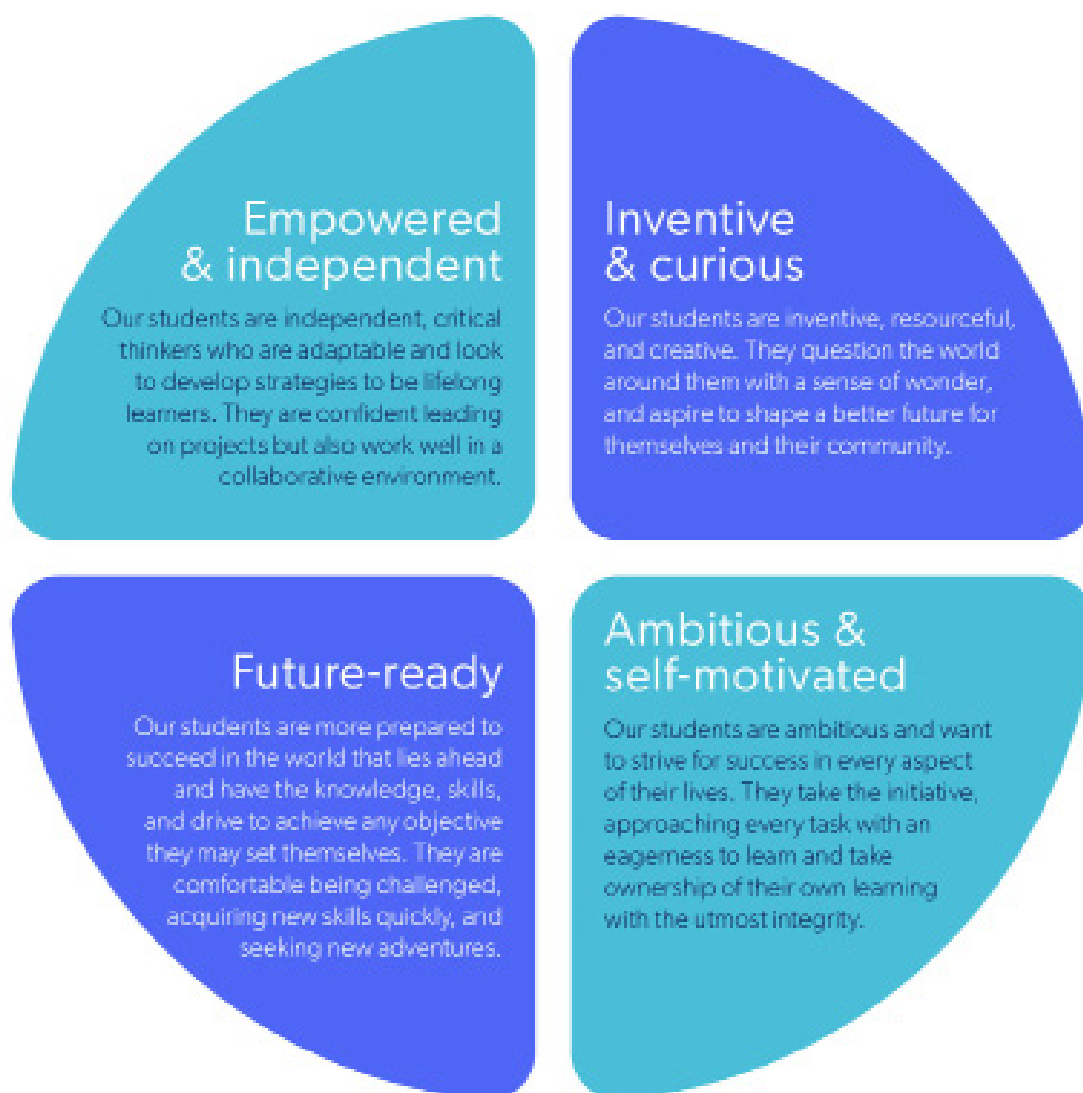 Empowered
& independent
Our students are independent, critical
thinkers who are adaptable and look
to develop strategies to be lifelong
learners. They are confident leading
on projects but also work well in a
collaborative environment.
Inventive
& curious
Our students are inventive, resourceful,
and creative. They question the world
around them with a sense of wonder,
and aspire to shape a better future for
themselves and their community.
Future-ready
Our students are more prepared to
succeed in the world that lies ahead
and have the knowledge, skills,
and drive to achieve any objective
they may set themselves. They are
comfortable being challenged,
acquiring new skills quickly, and
seeking new adventures.
Ambitious &
self-motivated
Our students are ambitious and want
to strive for success in every aspect
of their lives. They take the initiative,
approaching every task with an
eagerness to learn and take
ownership of their own learning
with the utmost integrity.